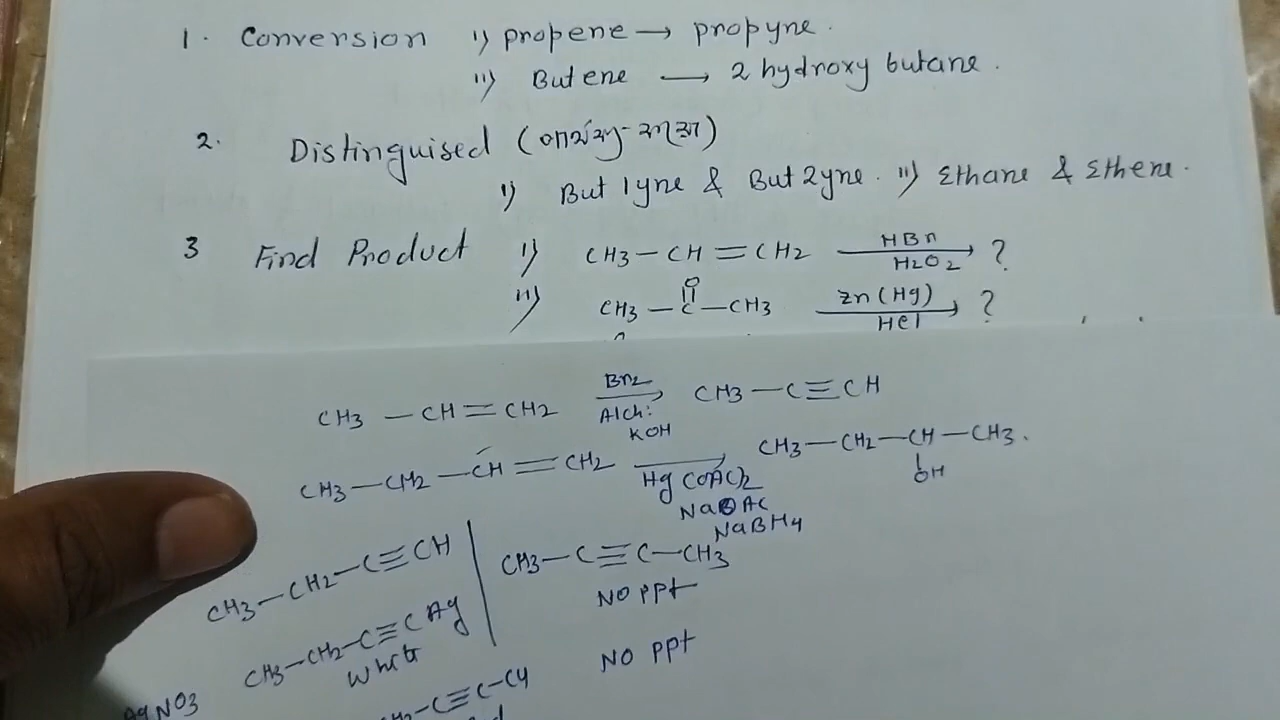 1. Conversion i) propene → propyne.
ii) Butene → 2 hydroxy butane.
2. Distinguised
i) But 1yne & But 2yne. ii) Ethane & Ethene.
3 Find Product i) CH3 — CH = CH2 HBr H2O2 → ?
O
ii) CH3 — C — CH3 Zn(Hg) HCl → ?
CH3 — CH = CH2 Br2 Alch: KOH → CH3 — C ≡ CH
CH3 — CH2 — CH = CH2 → CH3 — CH2 — CH — CH3.
Hg(OAc)2 OH
NaOAc
NaBH4
CH3 — CH2 — C ≡ CH | CH3 — C ≡ C — CH3
NO PPt
CH3 — CH2 — C ≡ CAg
White NO PPt
AgNO3